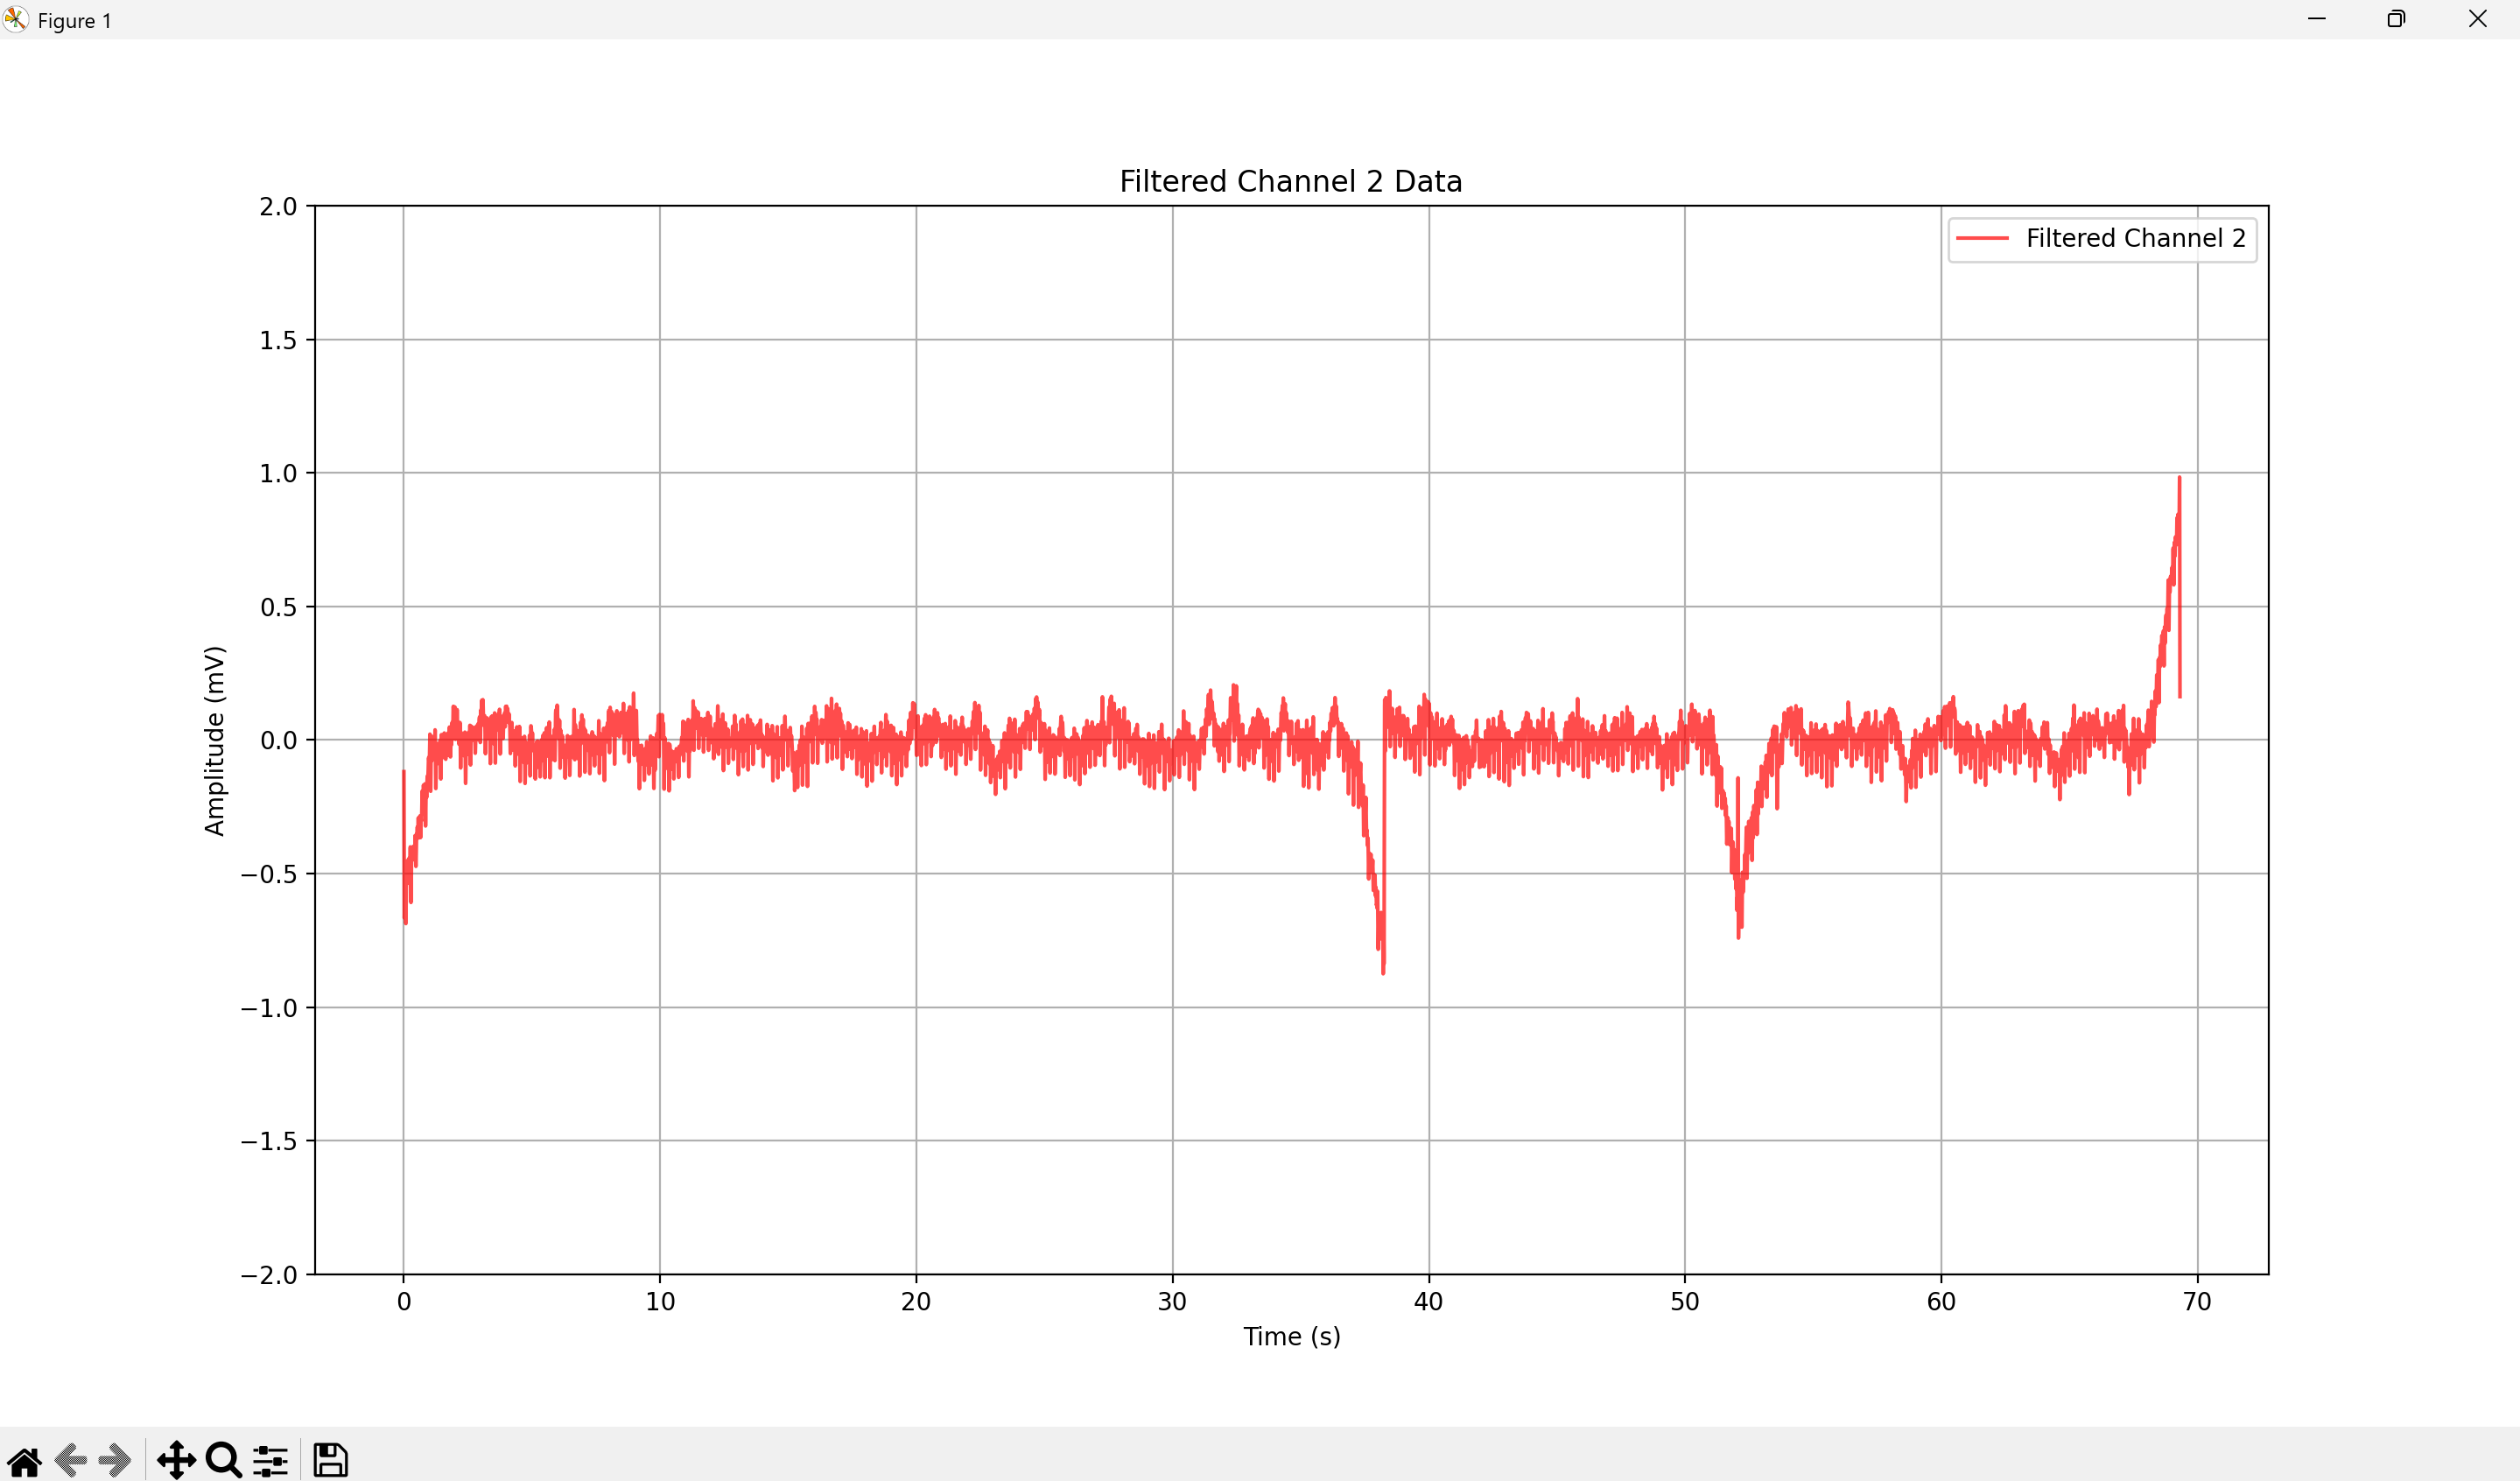 Figure 1
Filtered Channel 2 Data
Filtered Channel 2
Amplitude (mV)
2.0
1.5
1.0
0.5
0.0
−0.5
−1.0
−1.5
−2.0
0 10 20 30 40 50 60 70
Time (s)